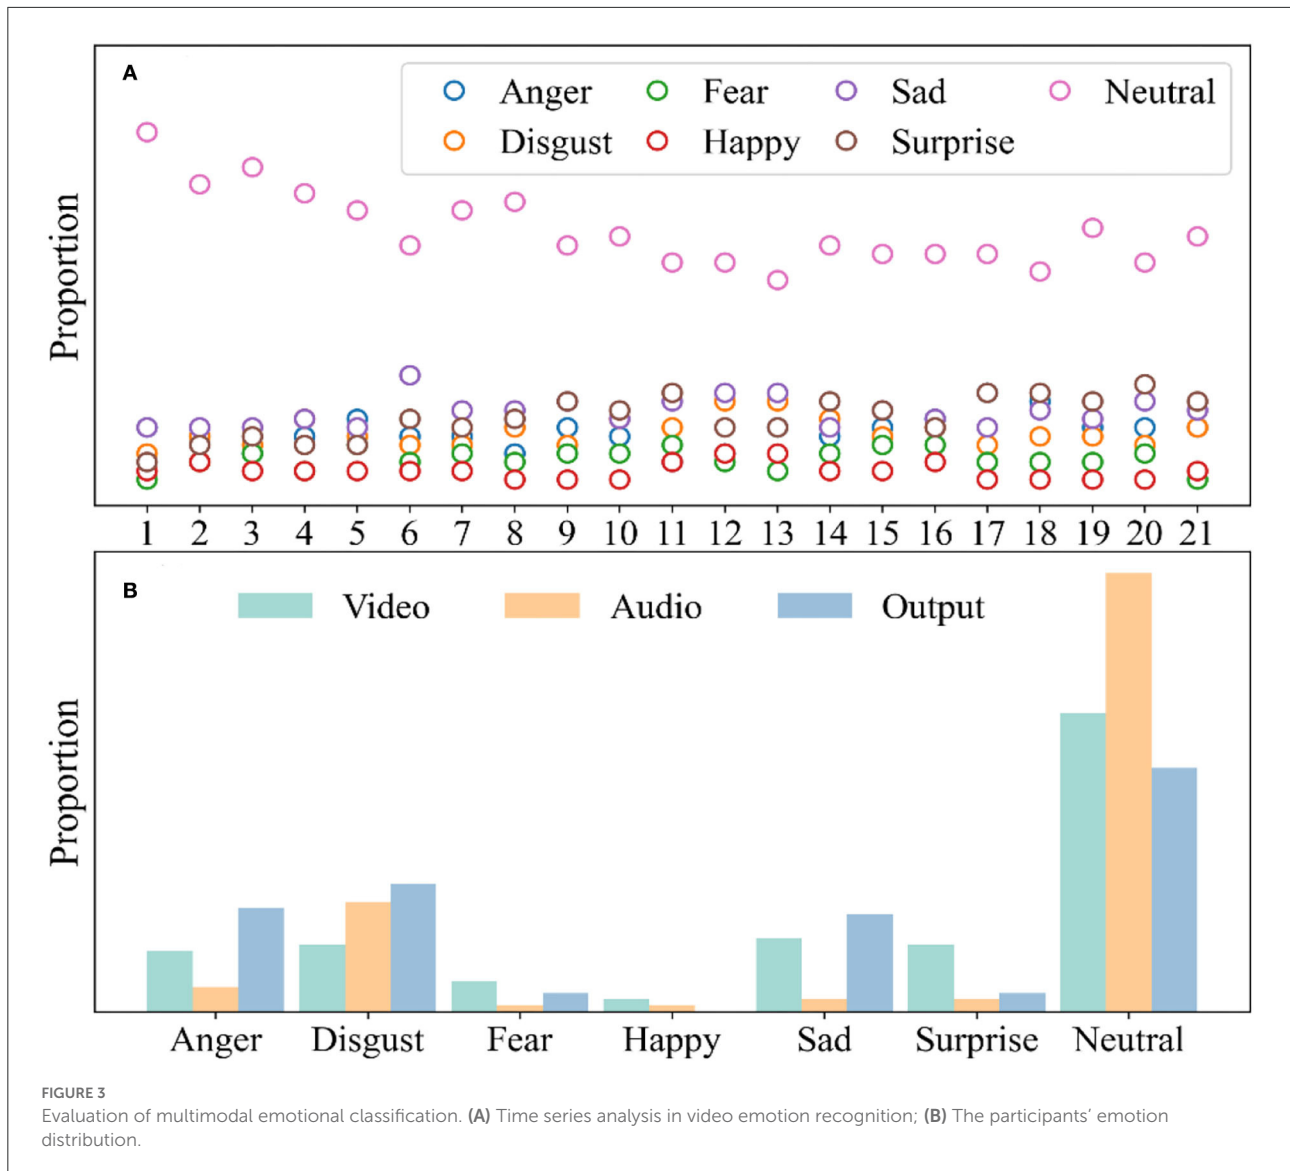 A
Anger Fear Sad Neutral
Disgust Happy Surprise
Proportion
1 2 3 4 5 6 7 8 9 10 11 12 13 14 15 16 17 18 19 20 21
B
Video Audio Output
Proportion
Anger Disgust Fear Happy Sad Surprise Neutral
FIGURE 3
Evaluation of multimodal emotional classification. (A) Time series analysis in video emotion recognition; (B) The participants’ emotion
distribution.